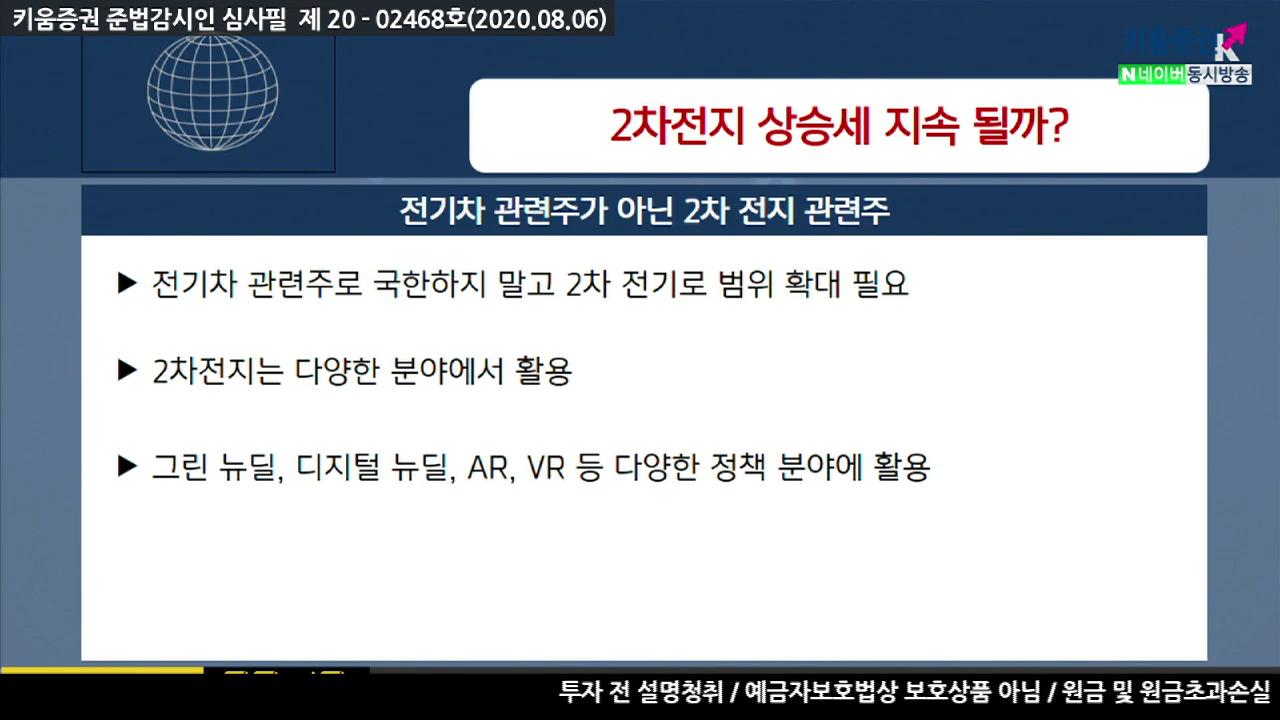 키움증권 준법감시인 심사필 제 20 - 02468호(2020.08.06)
키움증권
N 네이버 동시방송
2차전지 상승세 지속 될까?
전기차 관련주가 아닌 2차 전지 관련주
▶ 전기차 관련주로 국한하지 말고 2차 전기로 범위 확대 필요
▶ 2차전지는 다양한 분야에서 활용
▶ 그린 뉴딜, 디지털 뉴딜, AR, VR 등 다양한 정책 분야에 활용
투자 전 설명청취 / 예금자보호법상 보호상품 아님 / 원금 및 원금초과손실